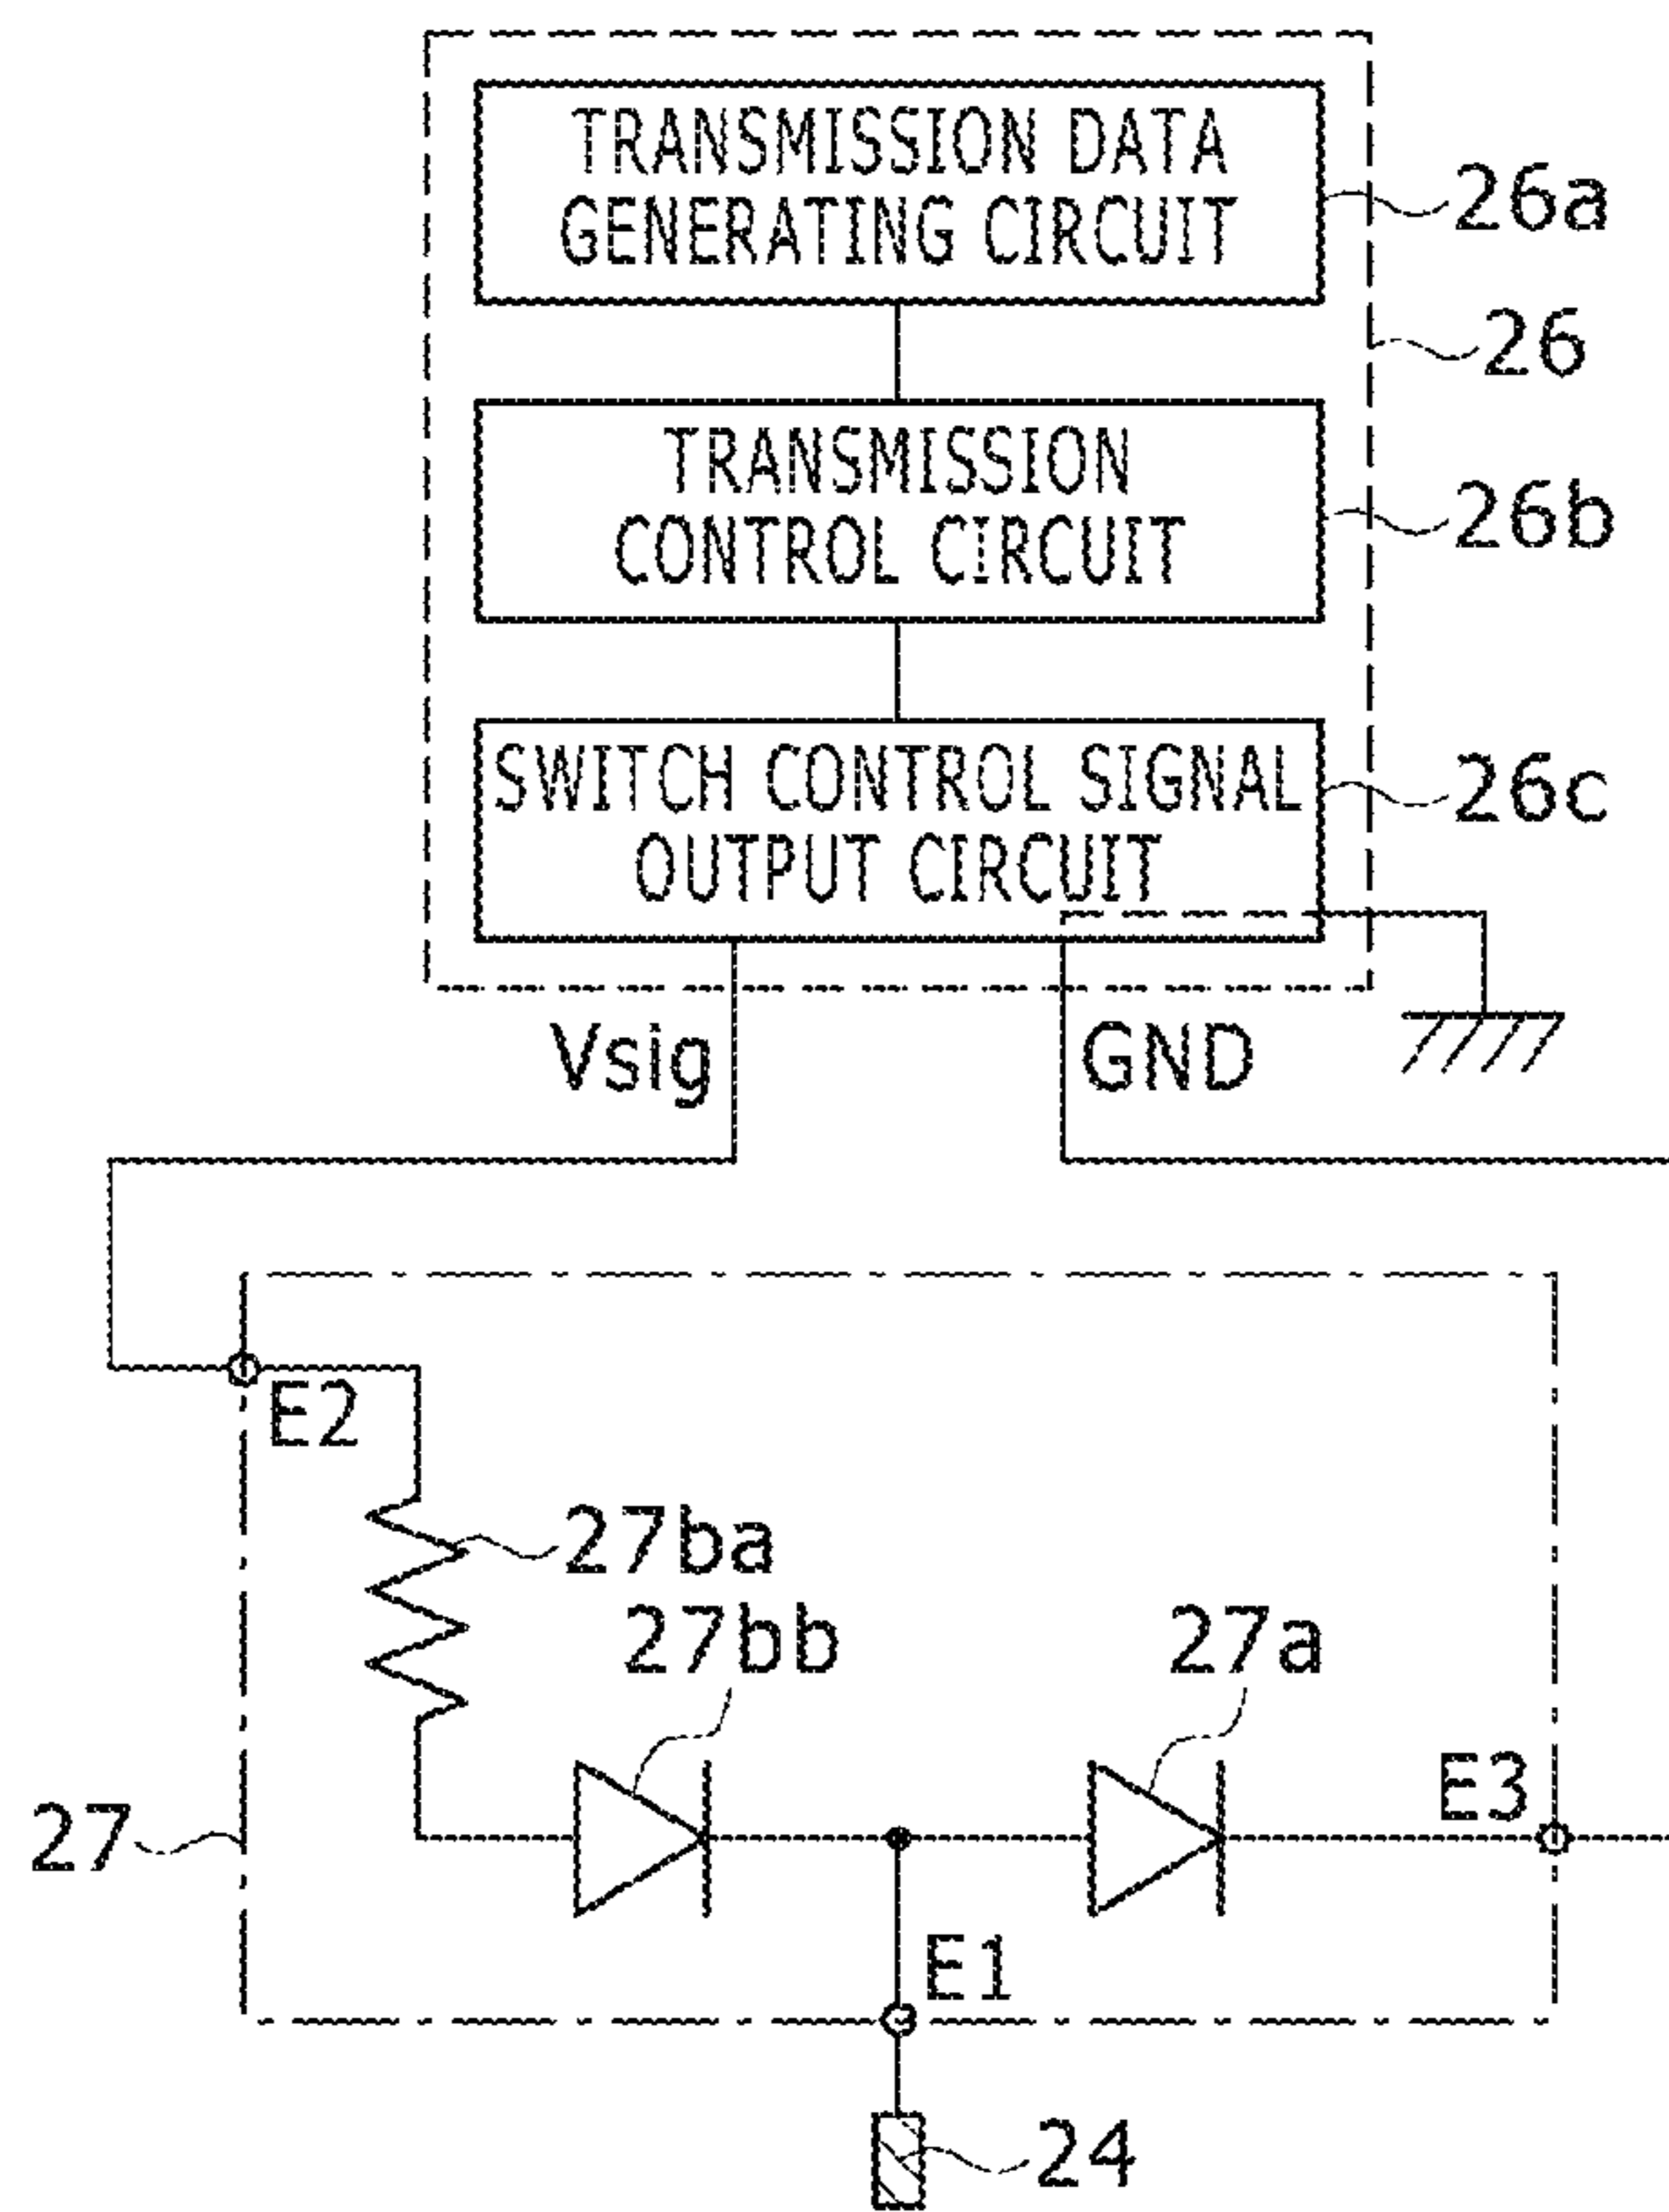 TRANSMISSION DATA
GENERATING CIRCUIT
26a
26
TRANSMISSION
CONTROL CIRCUIT
26b
SWITCH CONTROL SIGNAL
OUTPUT CIRCUIT
26c
Vsig
GND
E2
27ba
27bb
27a
E3
27
E1
24